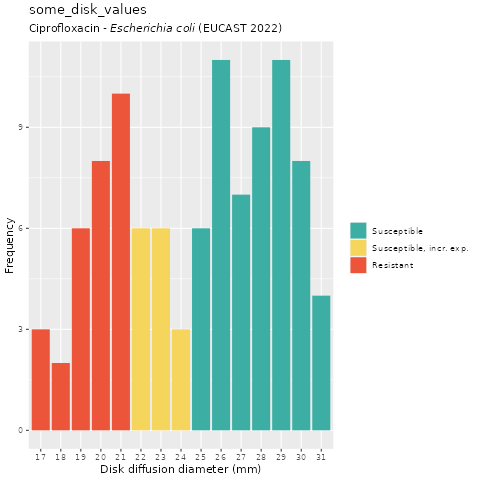 some_disk_values
Ciprofloxacin - Escherichia coli (EUCAST 2022)
Frequency
9
6
3
0
17 18 19 20 21 22 23 24 25 26 27 28 29 30 31
Disk diffusion diameter (mm)
Susceptible
Susceptible, incr. exp.
Resistant